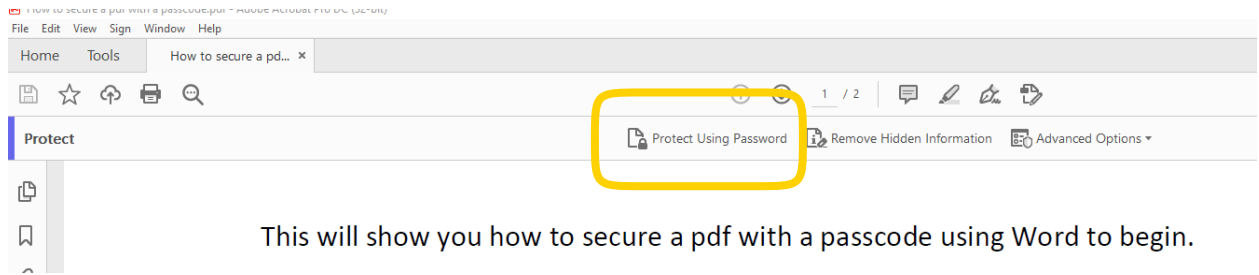 How to secure a pdf with a passcode.pdf - Adobe Acrobat Pro DC (32-bit)
File Edit View Sign Window Help
Home Tools How to secure a pd... ×
1 / 2
Protect Protect Using Password Remove Hidden Information Advanced Options
This will show you how to secure a pdf with a passcode using Word to begin.